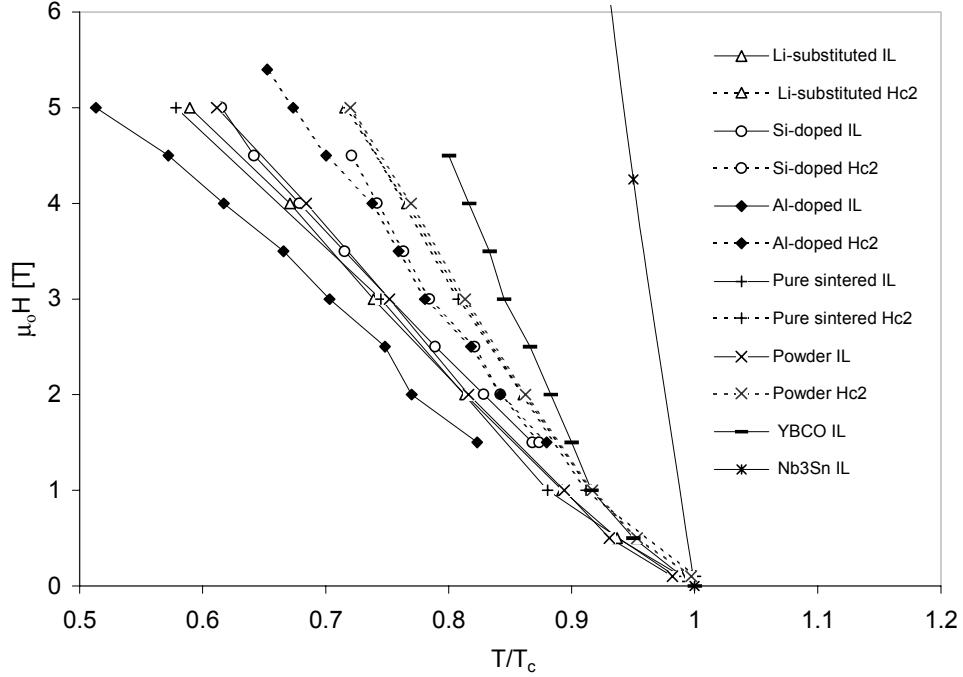 6
5
4
3
2
1
0
μoH [T]
0.5 0.6 0.7 0.8 0.9 1 1.1 1.2
T/Tc
Li-substituted IL
Li-substituted Hc2
Si-doped IL
Si-doped Hc2
Al-doped IL
Al-doped Hc2
Pure sintered IL
Pure sintered Hc2
Powder IL
Powder Hc2
YBCO IL
Nb3Sn IL